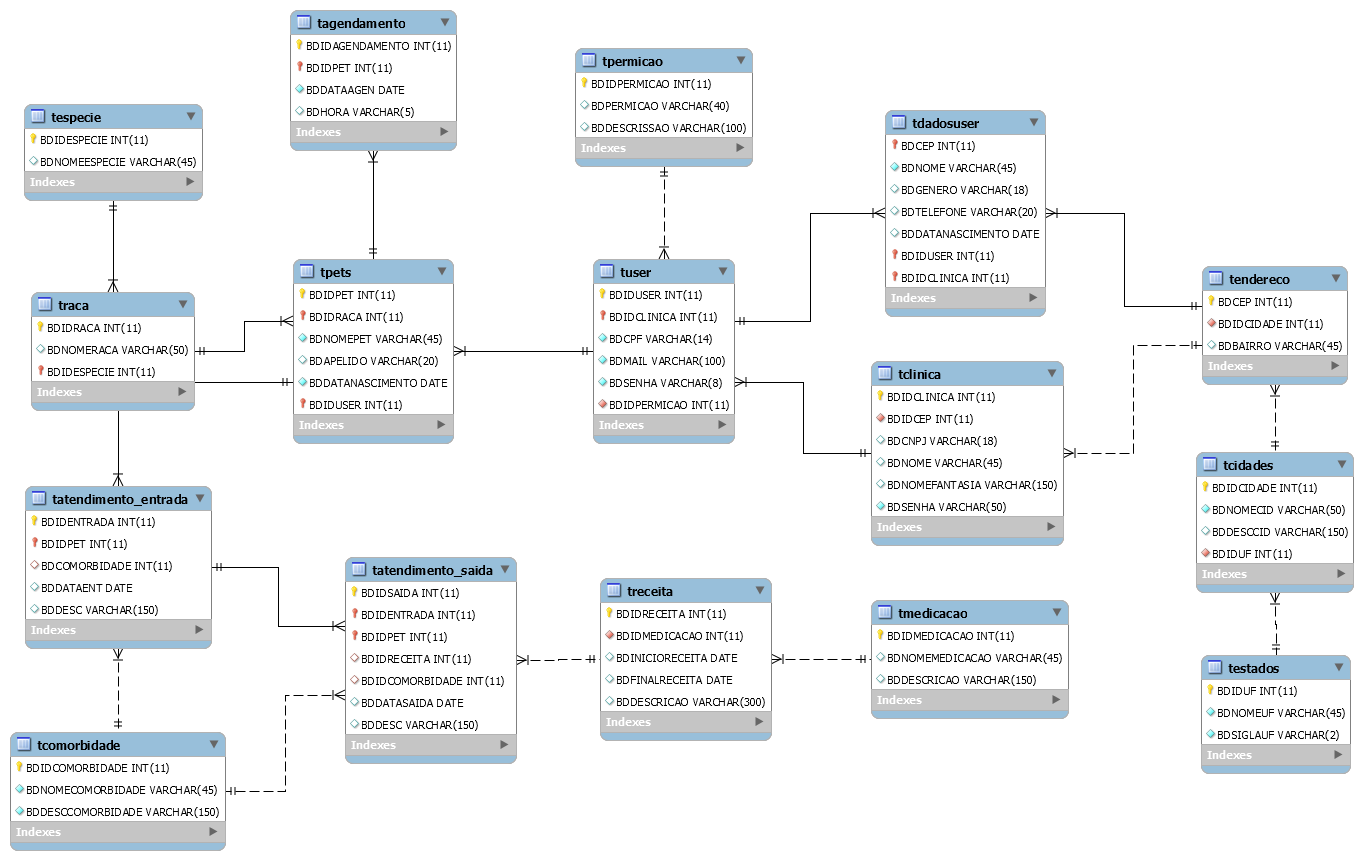 tagendamento
BDIDAGENDAMENTO INT(11)
BDIDPET INT(11)
BDDATAAGEN DATE
BDHORA VARCHAR(5)
Indexes
tpermicao
BDIDPERMICAO INT(11)
BDPERMICAO VARCHAR(40)
BDDESCRISSAO VARCHAR(100)
Indexes
tespecie
BDIDESPECIE INT(11)
BDNOMEESPECIE VARCHAR(45)
Indexes
tdadosuser
BDCEP INT(11)
BDNOME VARCHAR(45)
BDGENERO VARCHAR(18)
BDTELEFONE VARCHAR(20)
BDDATANASCIMENTO DATE
BDIDUSER INT(11)
BDIDCLINICA INT(11)
Indexes
traca
BDIDRACA INT(11)
BDNOMERACA VARCHAR(50)
BDIDESPECIE INT(11)
Indexes
tpets
BDIDPET INT(11)
BDIDRACA INT(11)
BDNOMEPET VARCHAR(45)
BDAPELIDO VARCHAR(20)
BDDATANASCIMENTO DATE
BDIDUSER INT(11)
Indexes
tuser
BDIDUSER INT(11)
BDIDCLINICA INT(11)
BDCPF VARCHAR(14)
BDMAIL VARCHAR(100)
BDSENHA VARCHAR(8)
BDIDPERMICAO INT(11)
Indexes
tendereco
BDCEP INT(11)
BDIDCIDADE INT(11)
BDBAIRRO VARCHAR(45)
Indexes
tclinica
BDIDCLINICA INT(11)
BDIDCEP INT(11)
BDCNPJ VARCHAR(18)
BDNOME VARCHAR(45)
BDNOMEFANTASIA VARCHAR(150)
BDSENHA VARCHAR(50)
Indexes
tcidades
BDIDCIDADE INT(11)
BDNOMECID VARCHAR(50)
BDDESCCID VARCHAR(150)
BDIDUF INT(11)
Indexes
tatendimento_entrada
BDIDENTRADA INT(11)
BDIDPET INT(11)
BDCOMORBIDADE INT(11)
BDDATAENT DATE
BDDESC VARCHAR(150)
Indexes
tatendimento_saida
BDIDSAIDA INT(11)
BDIDENTRADA INT(11)
BDIDPET INT(11)
BDIDRECEITA INT(11)
BDIDCOMORBIDADE INT(11)
BDDATASAIDA DATE
BDDESC VARCHAR(150)
Indexes
treceita
BDIDRECEITA INT(11)
BDIDMEDICACAO INT(11)
BDINICIORECEITA DATE
BDFINALRECEITA DATE
BDDESCRICAO VARCHAR(300)
Indexes
tmedicacao
BDIDMEDICACAO INT(11)
BDNOMEMEDICACAO VARCHAR(45)
BDDESCRICAO VARCHAR(150)
Indexes
testados
BDIDUF INT(11)
BDNOMEUF VARCHAR(45)
BDSIGLAUF VARCHAR(2)
Indexes
tcomorbidade
BDIDCOMORBIDADE INT(11)
BDNOMECOMORBIDADE VARCHAR(45)
BDDESCCOMORBIDADE VARCHAR(150)
Indexes